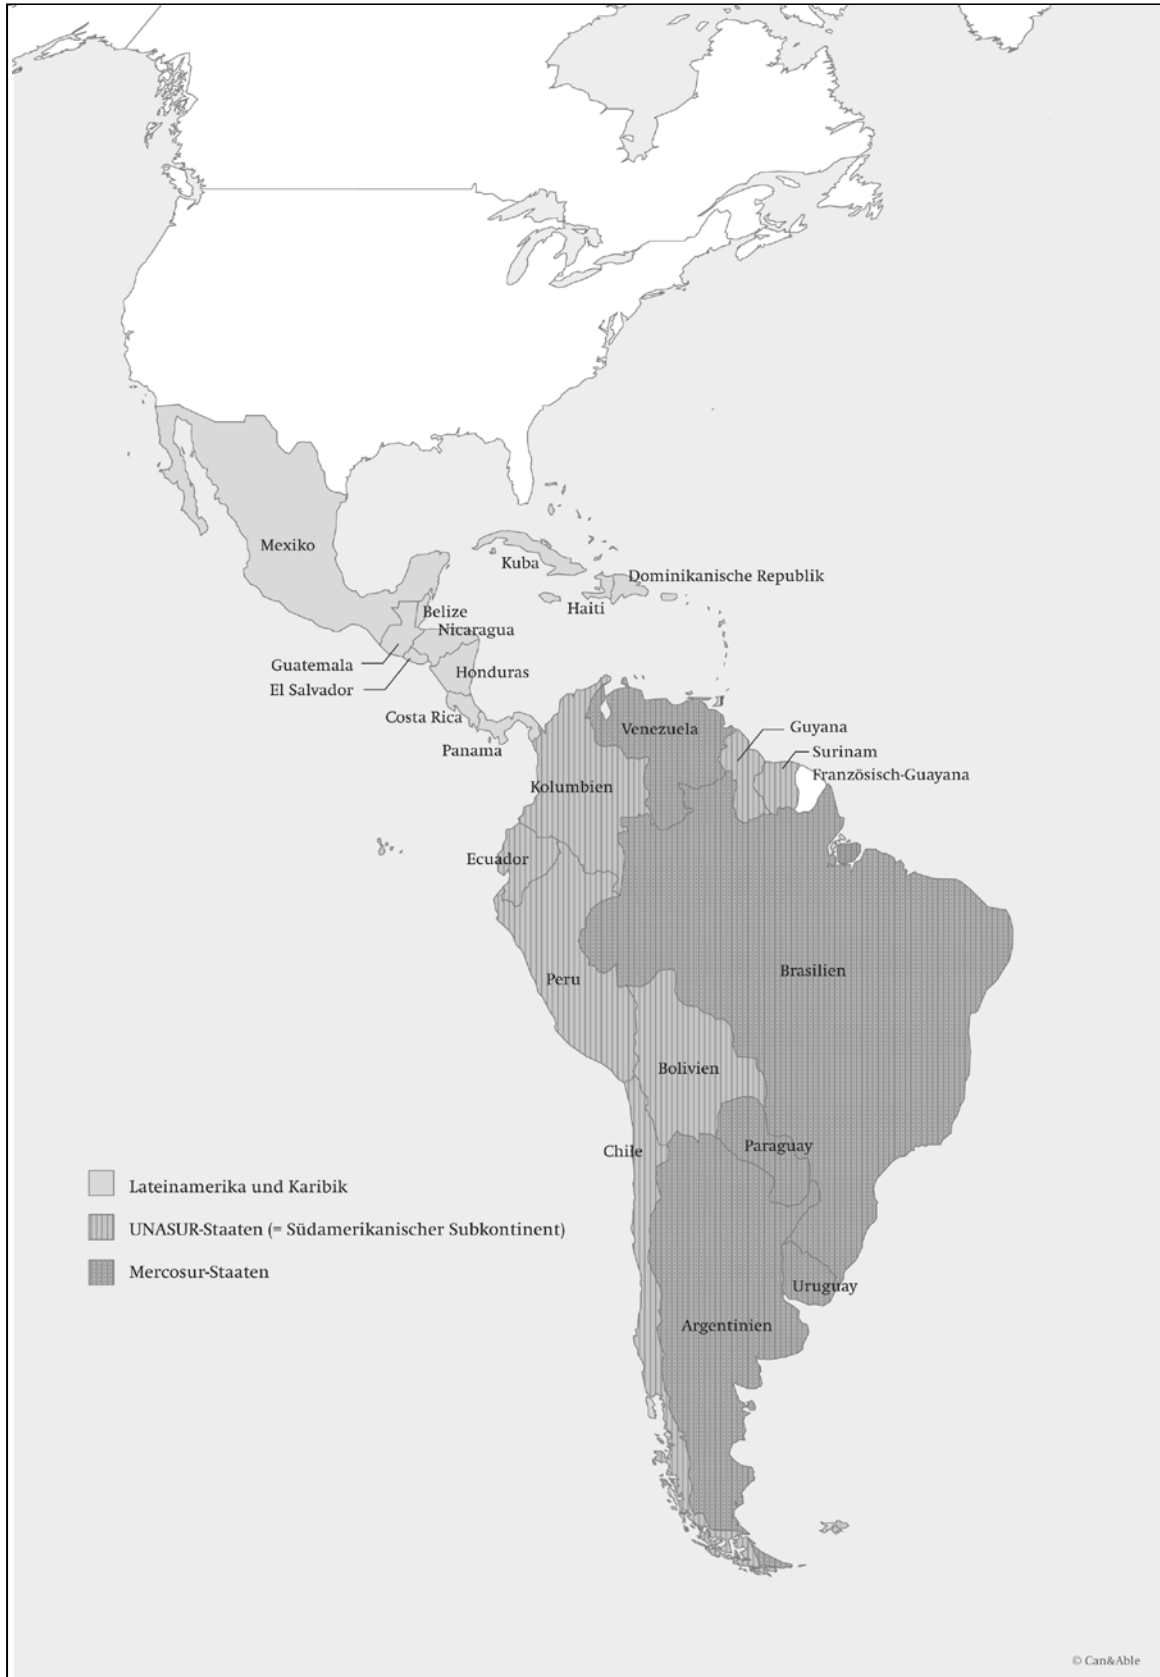 Mexiko
Kuba
Dominikanische Republik
Haiti
Belize
Nicaragua
Guatemala
Honduras
El Salvador
Costa Rica
Panama
Venezuela
Guyana
Surinam
Französisch-Guayana
Kolumbien
Ecuador
Brasilien
Peru
Bolivien
Paraguay
Chile
Lateinamerika und Karibik
UNASUR-Staaten (= Südamerikanischer Subkontinent)
Mercosur-Staaten
Uruguay
Argentinien
© Can&Able